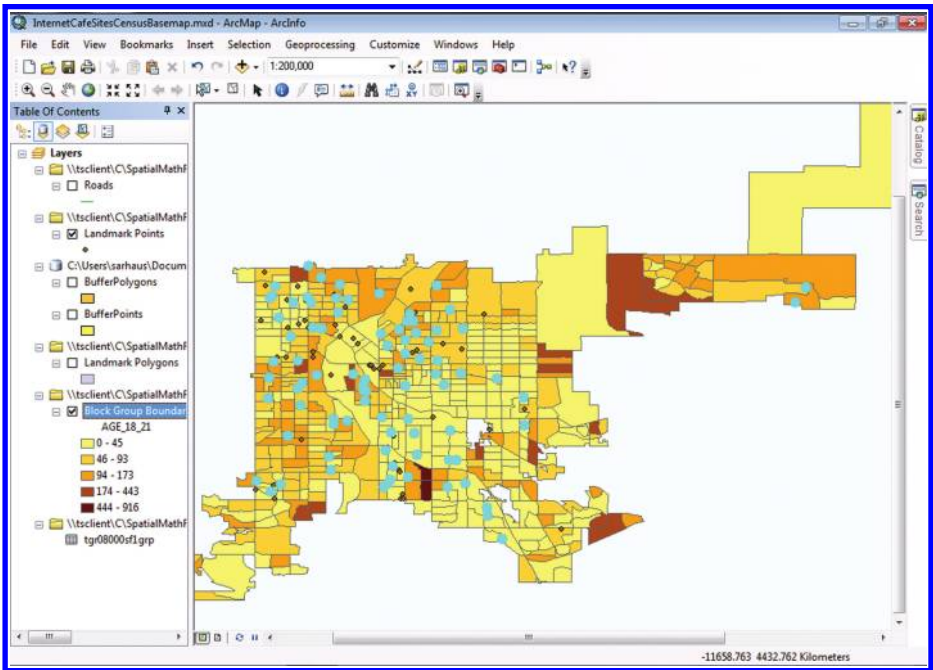 InternetCafeSitesCensusBasemap.mxd - ArcMap - ArcInfo
File Edit View Bookmarks Insert Selection Geoprocessing Customize Windows Help
1:200,000
Table Of Contents
Layers
\\tsclient\C\SpatialMathF
Roads
\\tsclient\C\SpatialMathF
Landmark Points
C:\Users\sarhaus\Docum
BufferPolygons
BufferPoints
\\tsclient\C\SpatialMathF
Landmark Polygons
\\tsclient\C\SpatialMathF
Block Group Boundar
AGE_18_21
0 - 45
46 - 93
94 - 173
174 - 443
444 - 916
\\tsclient\C\SpatialMathF
tgr08000sf1grp
Catalog
Search
-11658.763 4432.762 Kilometers